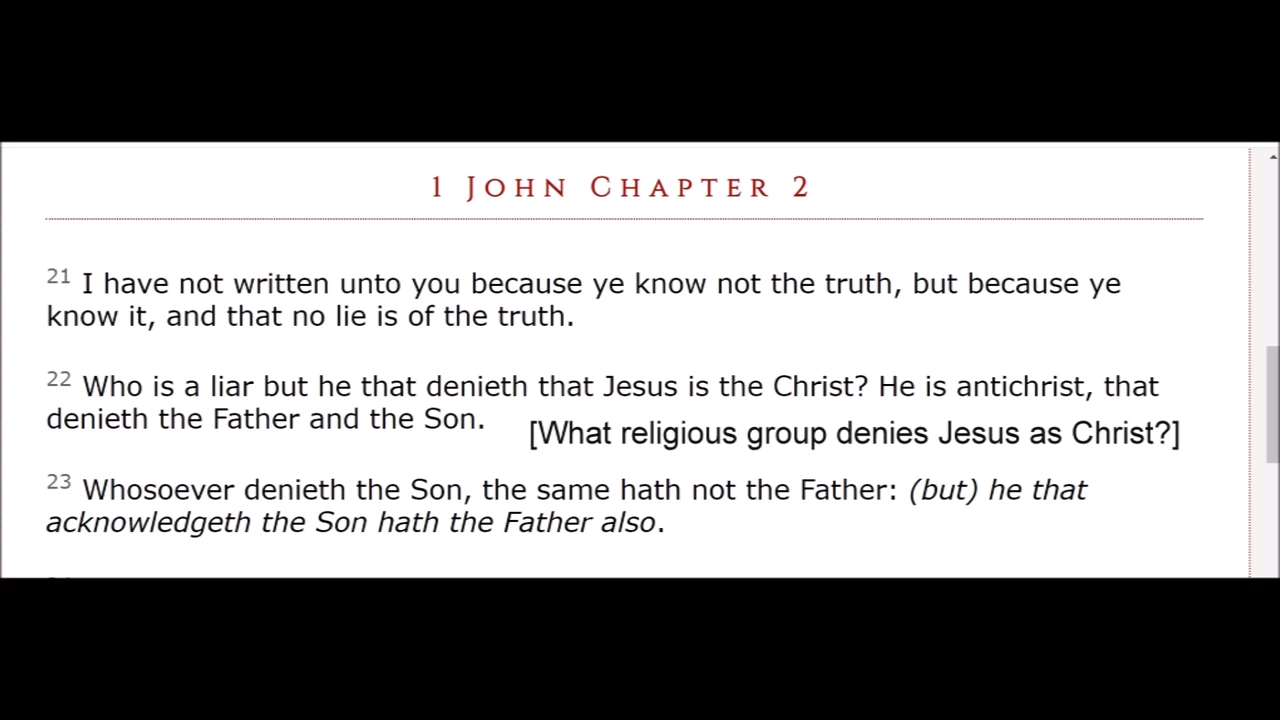 1 John Chapter 2
21 I have not written unto you because ye know not the truth, but because ye
know it, and that no lie is of the truth.
22 Who is a liar but he that denieth that Jesus is the Christ? He is antichrist, that
denieth the Father and the Son.
[What religious group denies Jesus as Christ?]
23 Whosoever denieth the Son, the same hath not the Father: (but) he that
acknowledgeth the Son hath the Father also.